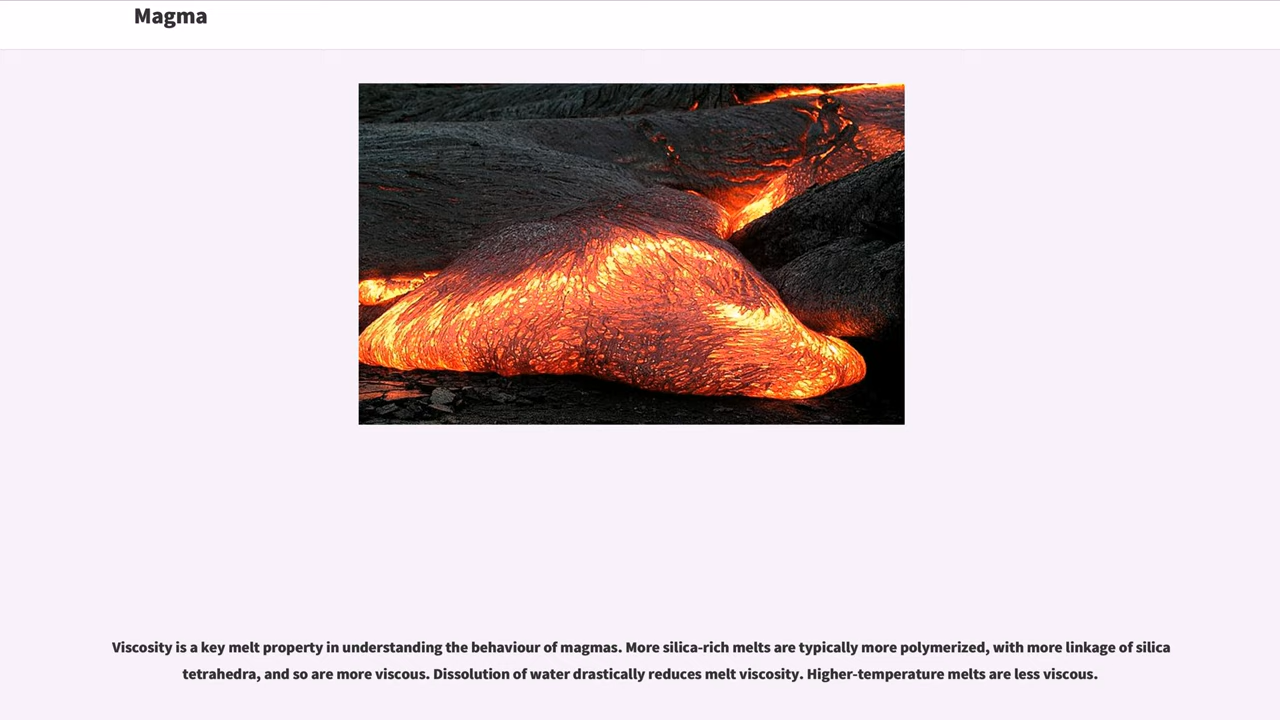 Magma
Viscosity is a key melt property in understanding the behaviour of magmas. More silica-rich melts are typically more polymerized, with more linkage of silica
tetrahedra, and so are more viscous. Dissolution of water drastically reduces melt viscosity. Higher-temperature melts are less viscous.